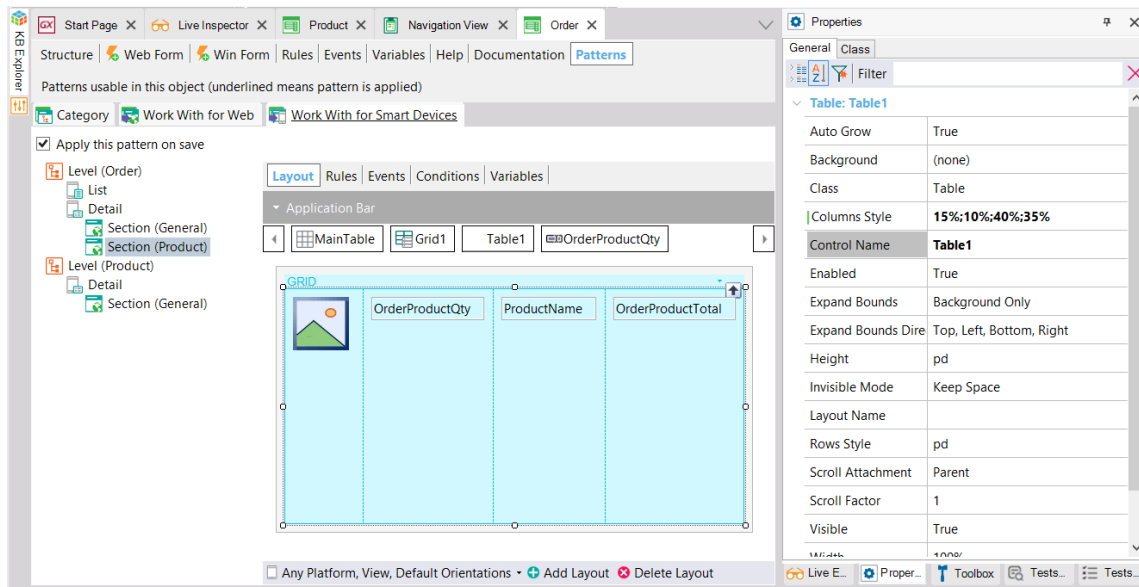 KB Explorer
Start Page
Live Inspector
Product
Navigation View
Order
Structure
Web Form
Win Form
Rules
Events
Variables
Help
Documentation
Patterns
Patterns usable in this object (underlined means pattern is applied)
Category
Work With for Web
Work With for Smart Devices
Apply this pattern on save
Level (Order)
List
Detail
Section (General)
Section (Product)
Level (Product)
Detail
Section (General)
Layout
Rules
Events
Conditions
Variables
Application Bar
MainTable
Grid1
Table1
OrderProductQty
GRID
OrderProductQty
ProductName
OrderProductTotal
Any Platform, View, Default Orientations
Add Layout
Delete Layout
Properties
General
Class
Filter
Table: Table1
Auto Grow True
Background (none)
Class Table
Columns Style 15%;10%;40%;35%
Control Name Table1
Enabled True
Expand Bounds Background Only
Expand Bounds Dire Top, Left, Bottom, Right
Height pd
Invisible Mode Keep Space
Layout Name
Rows Style pd
Scroll Attachment Parent
Scroll Factor 1
Visible True
Width 100%
Live E...
Proper...
Toolbox
Tests...
Tests